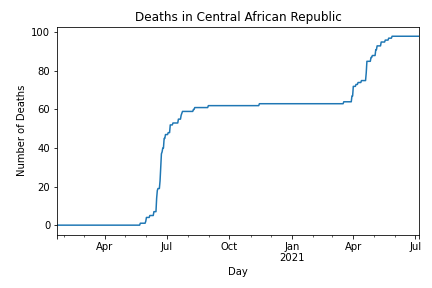 Deaths in Central African Republic
Number of Deaths
100
80
60
40
20
0
Apr Jul Oct Jan Apr Jul
2021
Day